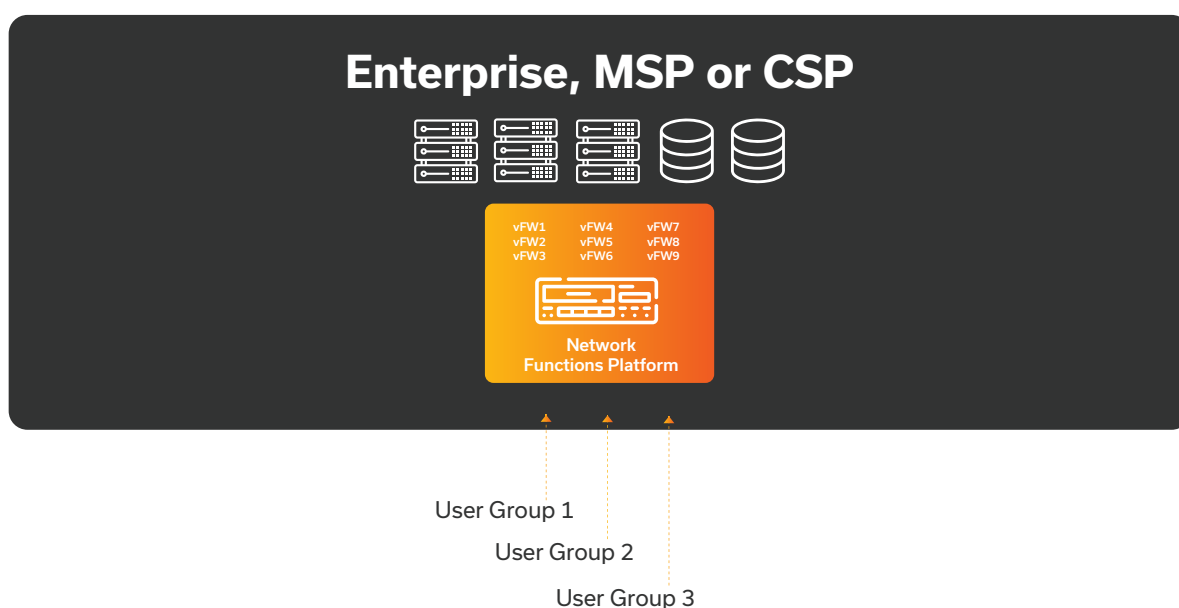 Enterprise, MSP or CSP
vFW1 vFW4 vFW7
vFW2 vFW5 vFW8
vFW3 vFW6 vFW9
Network
Functions Platform
User Group 1
User Group 2
User Group 3